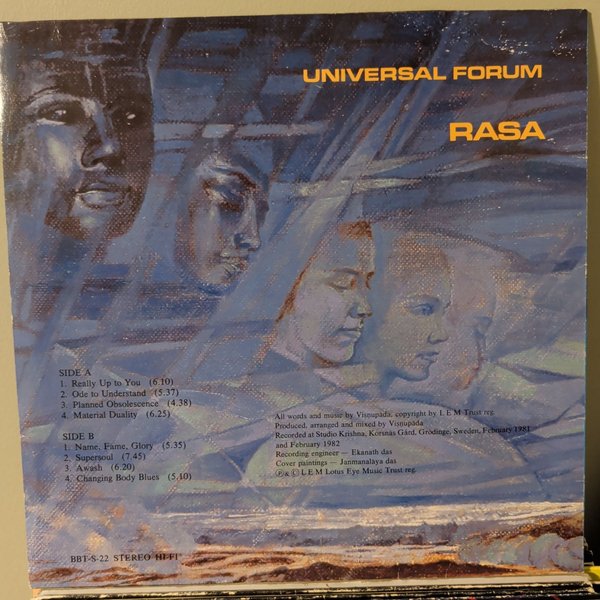 UNIVERSAL FORUM
RASA
SIDE A
1. Really Up to You (6.10)
2. Ode to Understand (5.37)
3. Planned Obsolescence (4.38)
4. Material Duality (6.25)
SIDE B
1. Name, Fame, Glory (5.35)
2. Supersoul (7.45)
3. Awash (6.20)
4. Changing Body Blues (5.10)
All words and music by Visnupada, copyright by L E M Trust reg.
Produced, arranged and mixed by Visnupada
Recorded at Studio Krishna, Korsnäs Gård, Grödinge, Sweden, February 1981
and February 1982
Recording engineer — Ekanath das
Cover paintings — Janmanalaya das
Ⓟ & Ⓒ L E M Lotus Eye Music Trust reg.
BBT-S-22 STEREO HI-FI